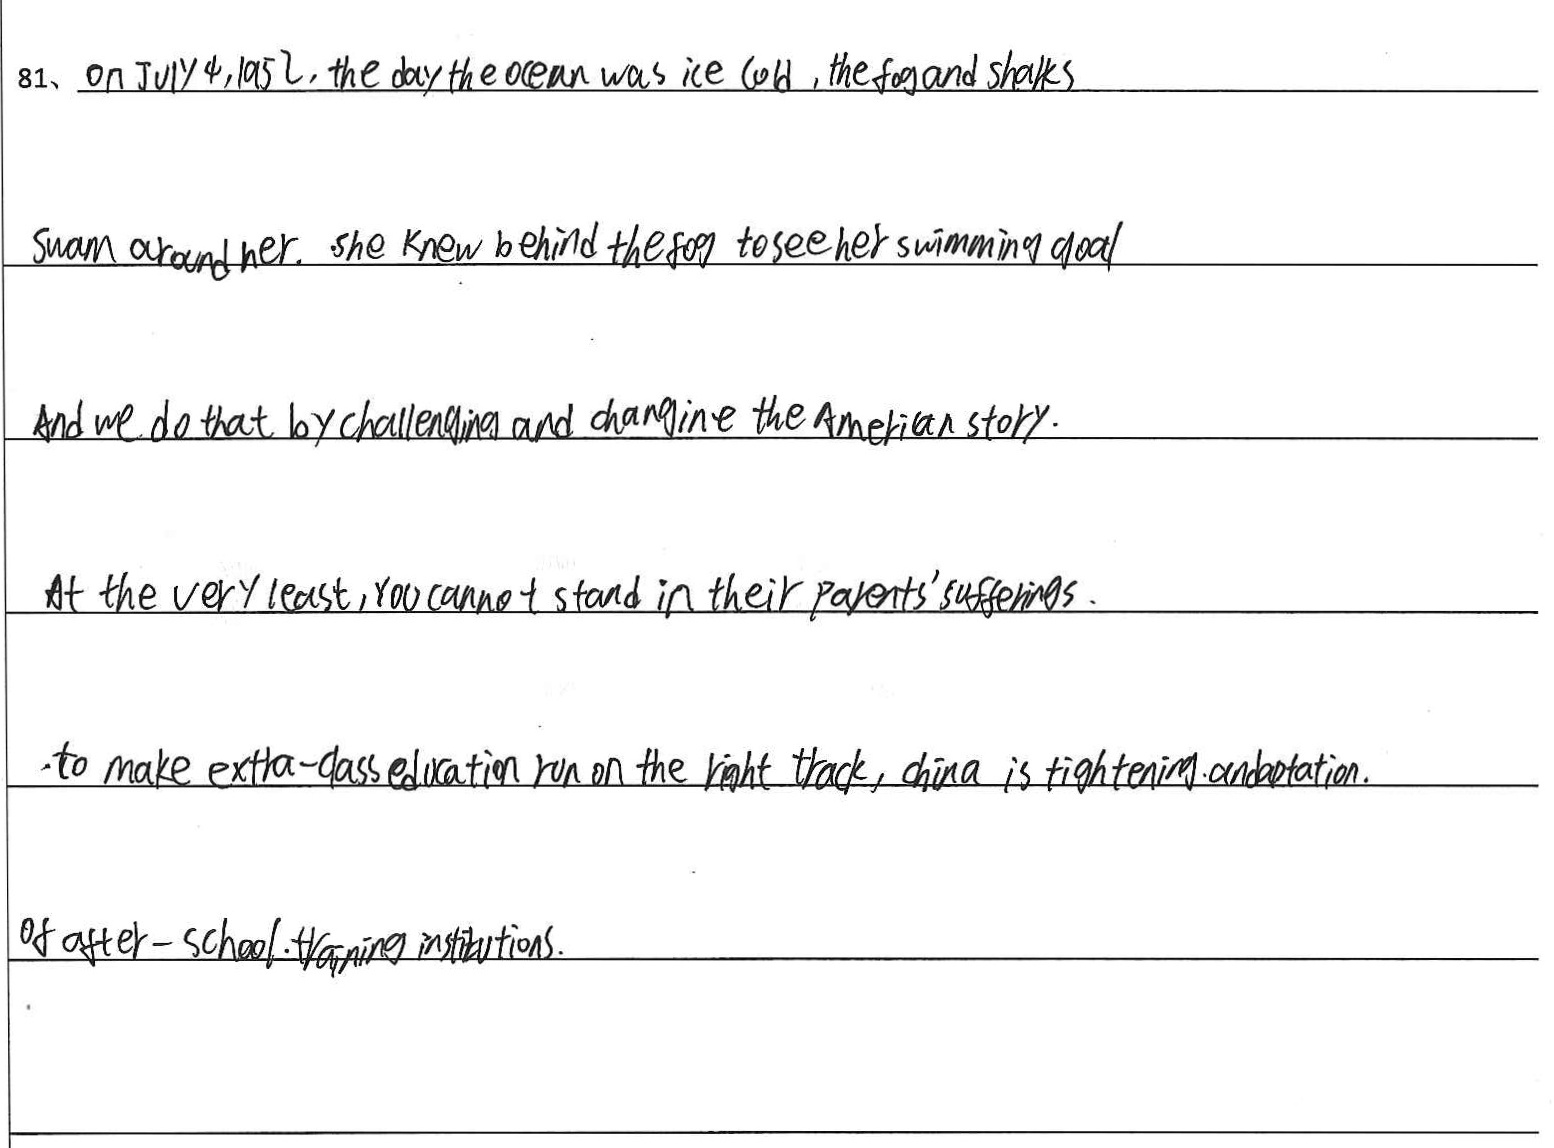 81、 on JUlY 4, 1952, the day the ocean was ice cold, the fog and sharks
swam around her. she knew behind the fog to see her swimming goal
And we do that by challenging and changine the American story.
At the very least, You cannot stand in their parents' sufferings.
to make extra-class education run on the right track, china is tightening.
Of after-school. training institutions.